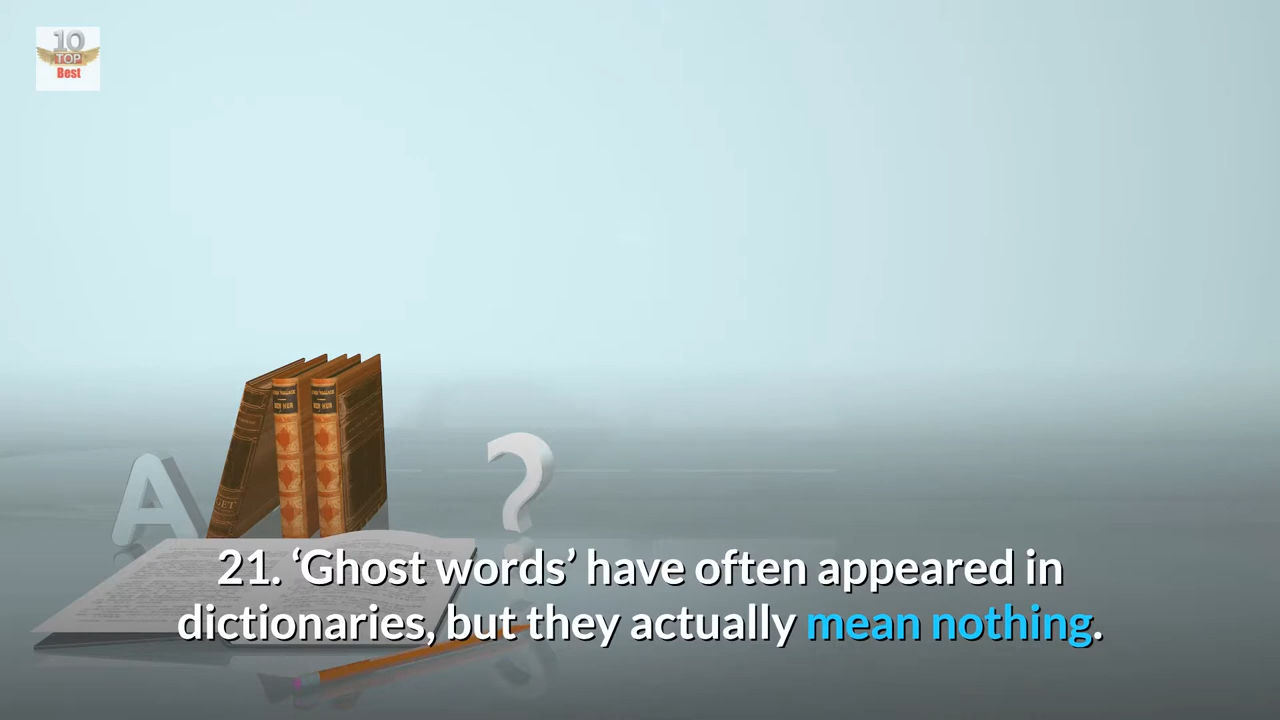 10
TOP
Best
21. ‘Ghost words’ have often appeared in
dictionaries, but they actually mean nothing.